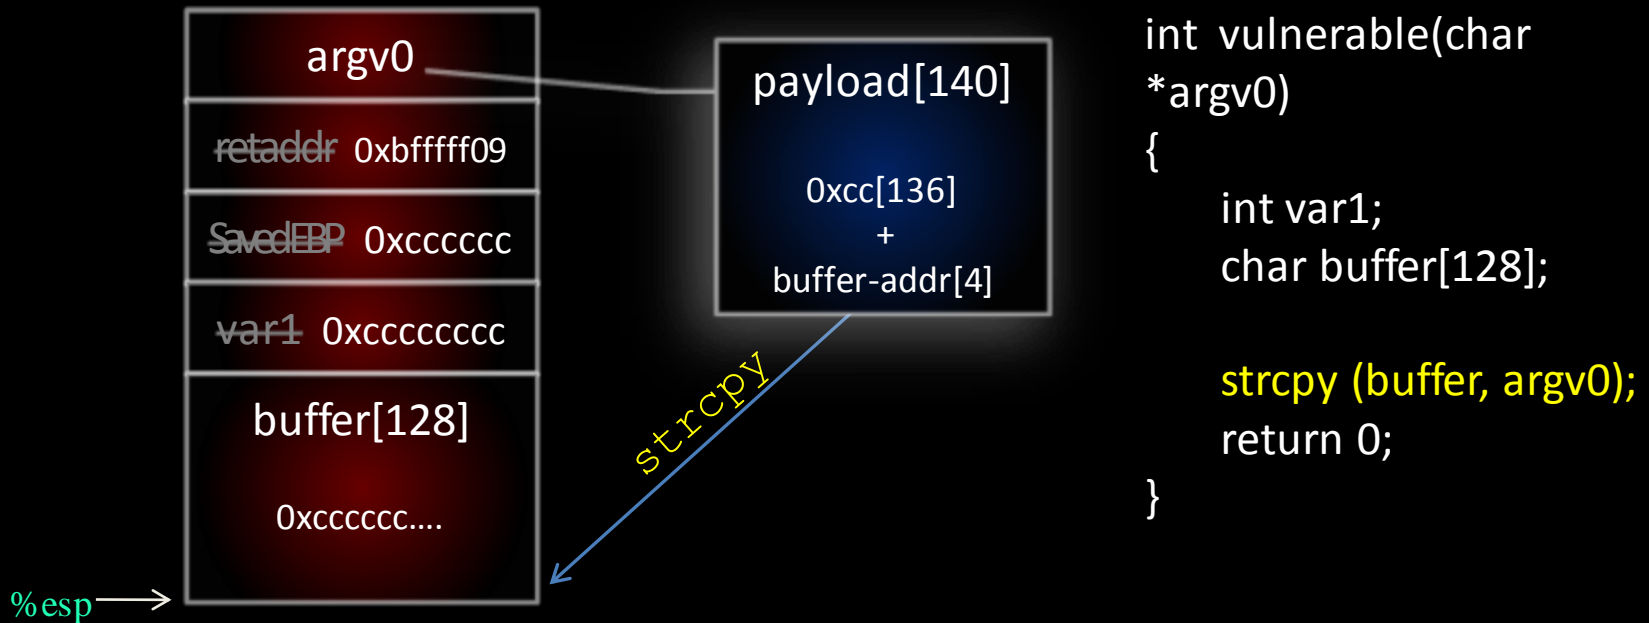 argv0
retaddr 0xbfffff09
SavedEBP 0xcccccc
var1 0xcccccccc
buffer[128]
0xcccccc....
%esp
payload[140]
0xcc[136]
+
buffer-addr[4]
strcpy
int vulnerable(char
*argv0)
{
int var1;
char buffer[128];
strcpy (buffer, argv0);
return 0;
}